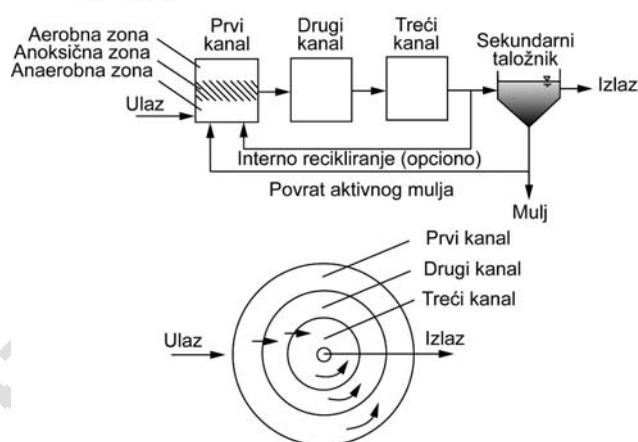 Aerobna zona
Anoksična zona
Anaerobna zona
Ulaz
Prvi
kanal
Drugi
kanal
Treći
kanal
Sekundarni
taložnik
Izlaz
Interno recikliranje (opciono)
Povrat aktivnog mulja
Mulj
Prvi kanal
Drugi kanal
Treći kanal
Ulaz
Izlaz